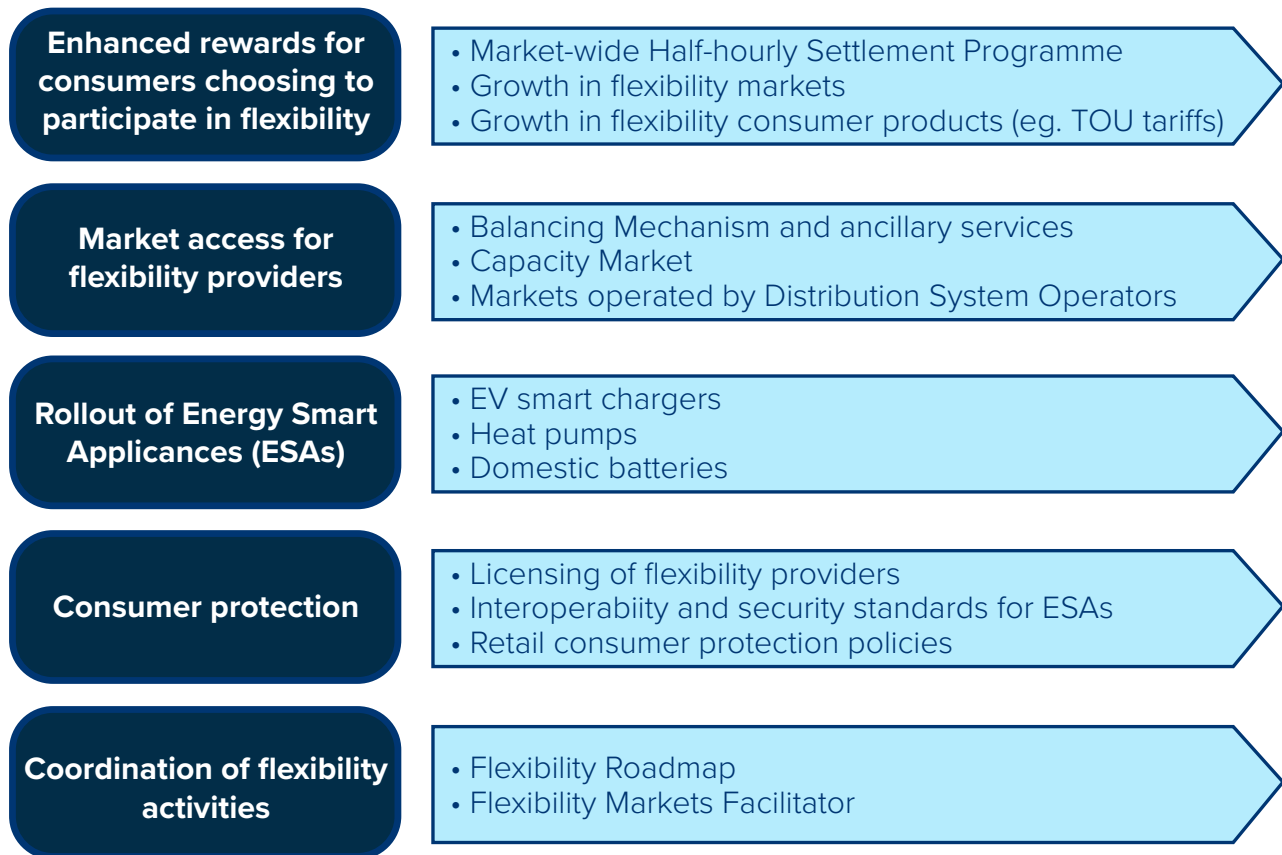 Enhanced rewards for
consumers choosing to
participate in flexibility
• Market-wide Half-hourly Settlement Programme
• Growth in flexibility markets
• Growth in flexibility consumer products (eg. TOU tariffs)
Market access for
flexibility providers
• Balancing Mechanism and ancillary services
• Capacity Market
• Markets operated by Distribution System Operators
Rollout of Energy Smart
Applicances (ESAs)
• EV smart chargers
• Heat pumps
• Domestic batteries
Consumer protection
• Licensing of flexibility providers
• Interoperabiity and security standards for ESAs
• Retail consumer protection policies
Coordination of flexibility
activities
• Flexibility Roadmap
• Flexibility Markets Facilitator